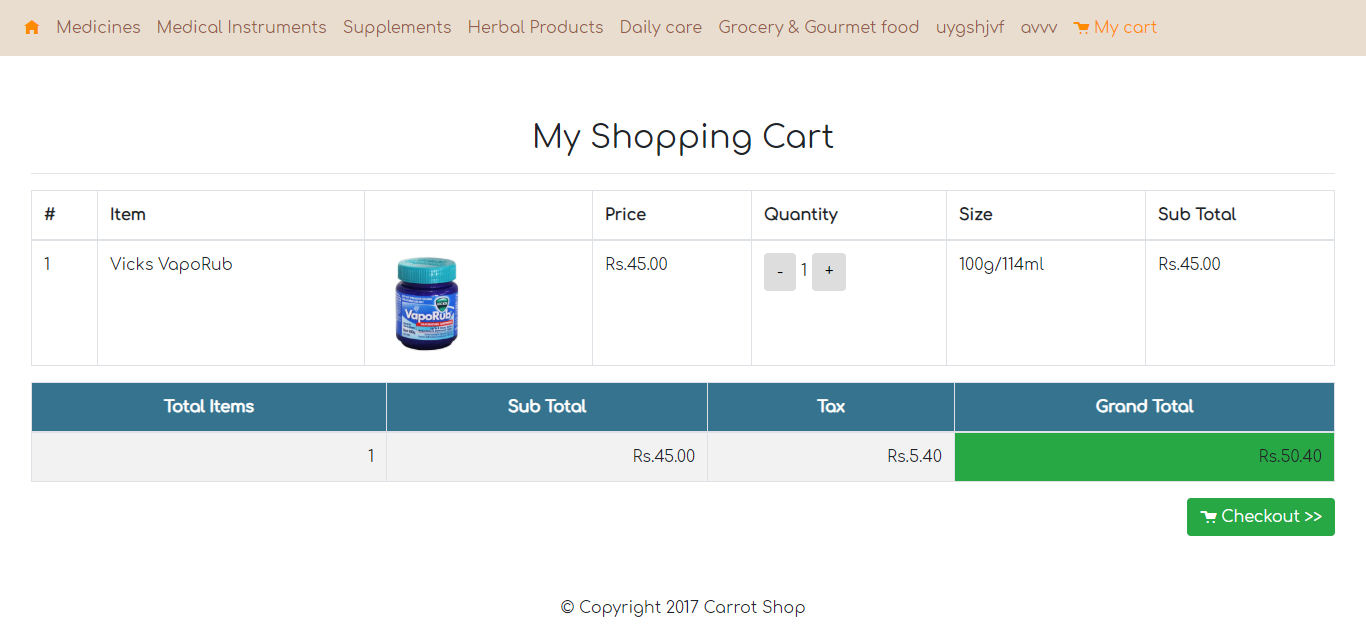 Medicines Medical Instruments Supplements Herbal Products Daily care Grocery & Gourmet food uygshjvf avvv My cart
My Shopping Cart
# Item Price Quantity Size Sub Total
1 Vicks VapoRub Rs.45.00 - 1 + 100g/114ml Rs.45.00
VICKS
VapoRub
Total Items Sub Total Tax Grand Total
1 Rs.45.00 Rs.5.40 Rs.50.40
Checkout >>
© Copyright 2017 Carrot Shop